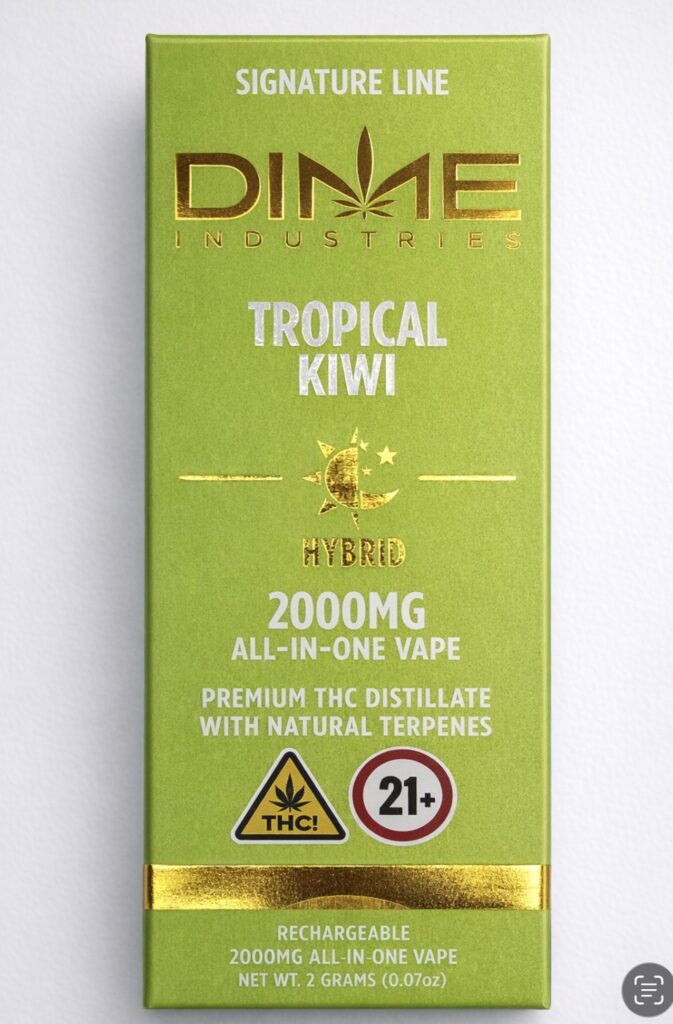 SIGNATURE LINE
DIME
INDUSTRIES
TROPICAL
KIWI
HYBRID
2000MG
ALL-IN-ONE VAPE
PREMIUM THC DISTILLATE
WITH NATURAL TERPENES
THC!
21+
RECHARGEABLE
2000MG ALL-IN-ONE VAPE
NET WT. 2 GRAMS (0.07oz)